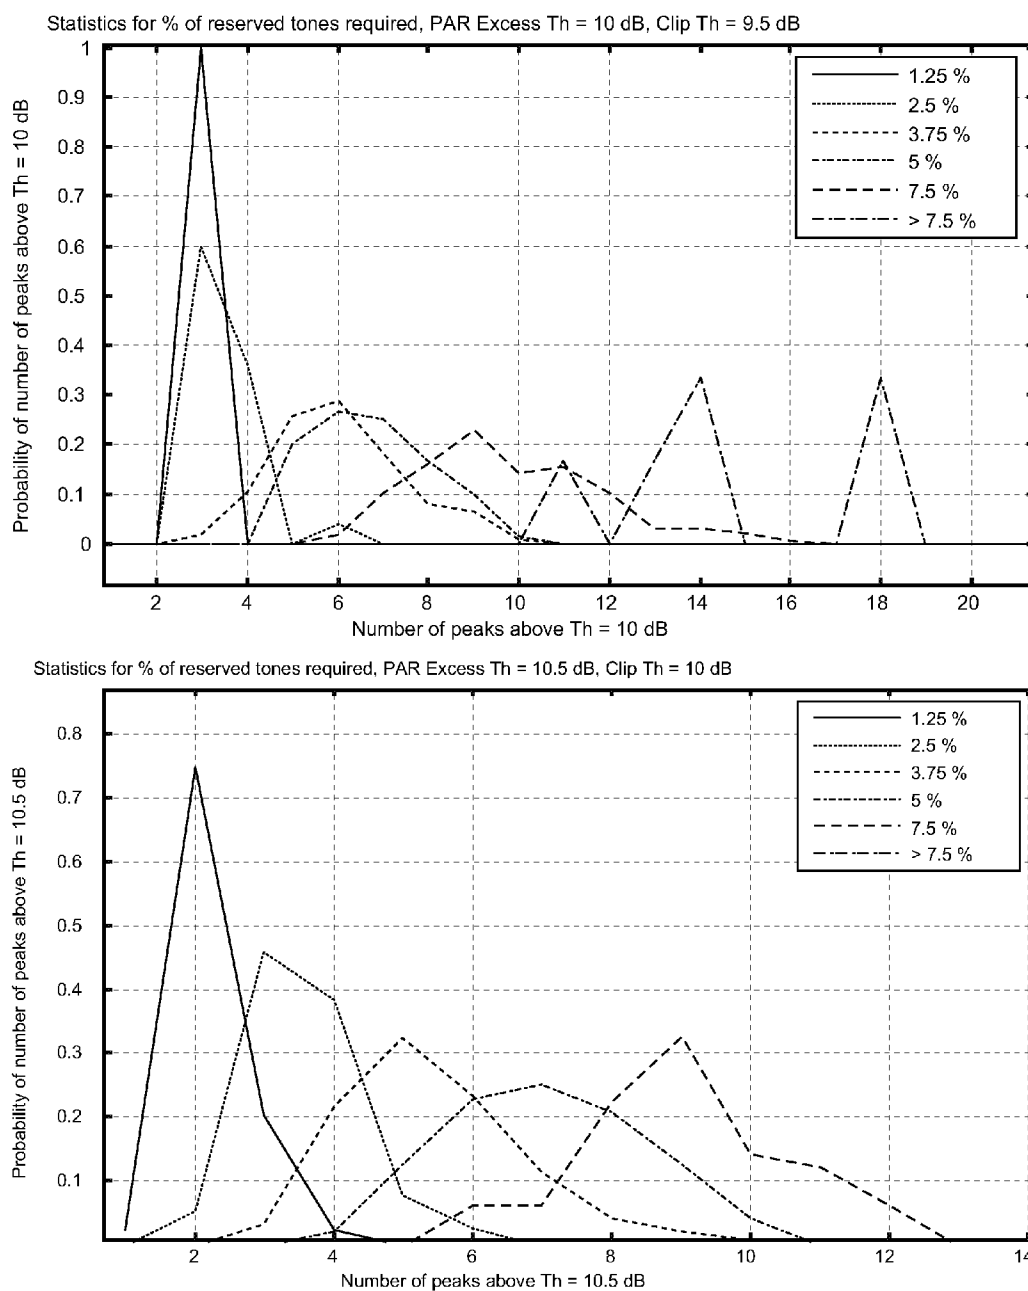 Statistics for % of reserved tones required, PAR Excess Th = 10 dB, Clip Th = 9.5 dB
Probability of number of peaks above Th = 10 dB
1
0.9
0.8
0.7
0.6
0.5
0.4
0.3
0.2
0.1
0
1.25 %
2.5 %
3.75 %
5 %
7.5 %
> 7.5 %
2 4 6 8 10 12 14 16 18 20
Number of peaks above Th = 10 dB
Statistics for % of reserved tones required, PAR Excess Th = 10.5 dB, Clip Th = 10 dB
Probability of number of peaks above Th = 10.5 dB
0.8
0.7
0.6
0.5
0.4
0.3
0.2
0.1
1.25 %
2.5 %
3.75 %
5 %
7.5 %
> 7.5 %
2 4 6 8 10 12 14
Number of peaks above Th = 10.5 dB